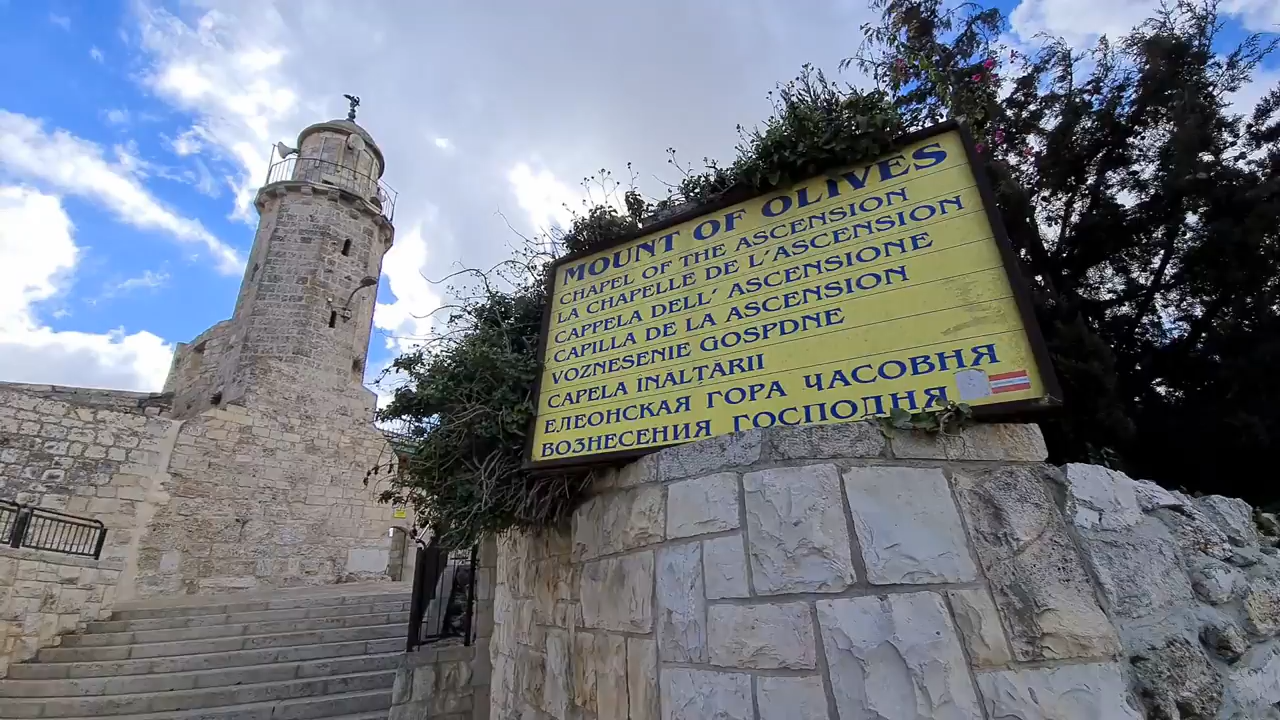 MOUNT OF OLIVES
CHAPEL OF THE ASCENSION
LA CHAPELLE DE L'ASCENSION
CAPPELA DELL' ASCENSIONE
CAPILLA DE LA ASCENSION
VOZNESENIE GOSPDNE
CAPELA INĂLȚARII
ЕЛЕОНСКАЯ ГОРА ЧАСОВНЯ
ВОЗНЕСЕНИЯ ГОСПОДНЯ